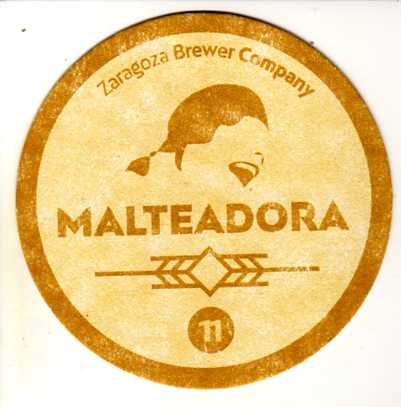 Zaragoza Brewer Company
MALTEADORA
11